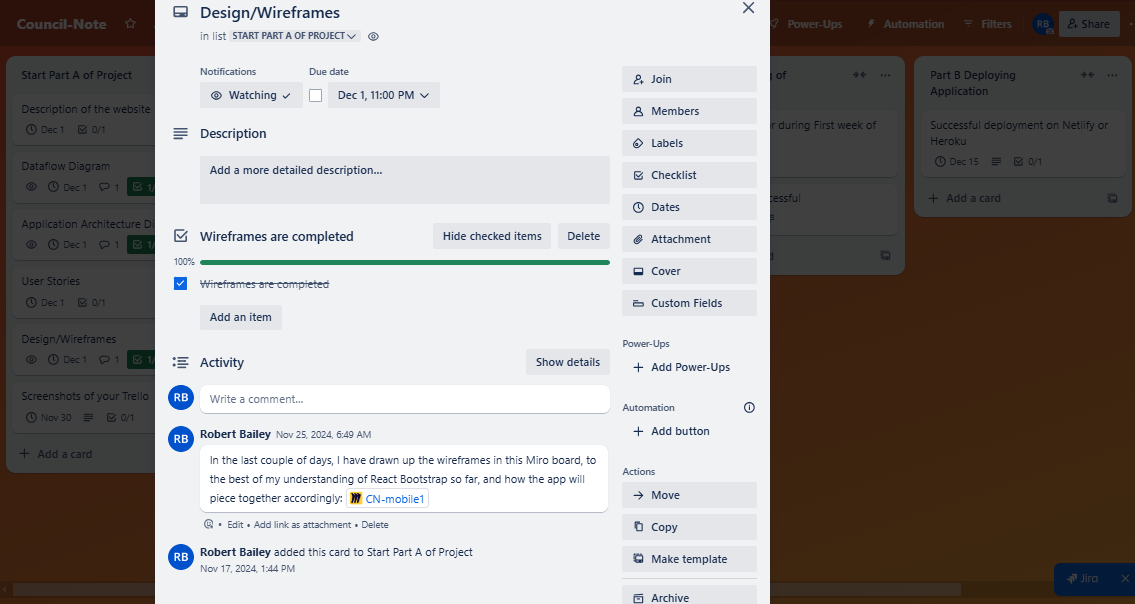 Council-Note
Power-Ups
Automation
Filters
RB
Share
Start Part A of Project
Description of the website
Dec 1
0/1
Dataflow Diagram
Dec 1
1
Application Architecture Di
Dec 1
1
User Stories
Dec 1
0/1
Design/Wireframes
Dec 1
1
Screenshots of your Trello
Nov 30
0/1
+ Add a card
Design/Wireframes
in list START PART A OF PROJECT
Notifications
Due date
Watching
Dec 1, 11:00 PM
Description
Add a more detailed description...
Wireframes are completed
Hide checked items
Delete
100%
Wireframes are completed
Add an item
Activity
Show details
RB
Write a comment...
RB
Robert Bailey Nov 25, 2024, 6:49 AM
In the last couple of days, I have drawn up the wireframes in this Miro board, to
the best of my understanding of React Bootstrap so far, and how the app will
piece together accordingly: CN-mobile1
• Edit • Add link as attachment • Delete
RB
Robert Bailey added this card to Start Part A of Project
Nov 17, 2024, 1:44 PM
Join
Members
Labels
Checklist
Dates
Attachment
Cover
Custom Fields
Power-Ups
+ Add Power-Ups
Automation
+ Add button
Actions
Move
Copy
Make template
Archive
of
r during First week of
Part B Deploying
Application
Successful deployment on Netlify or
Heroku
Dec 15
0/1
+ Add a card
Jira